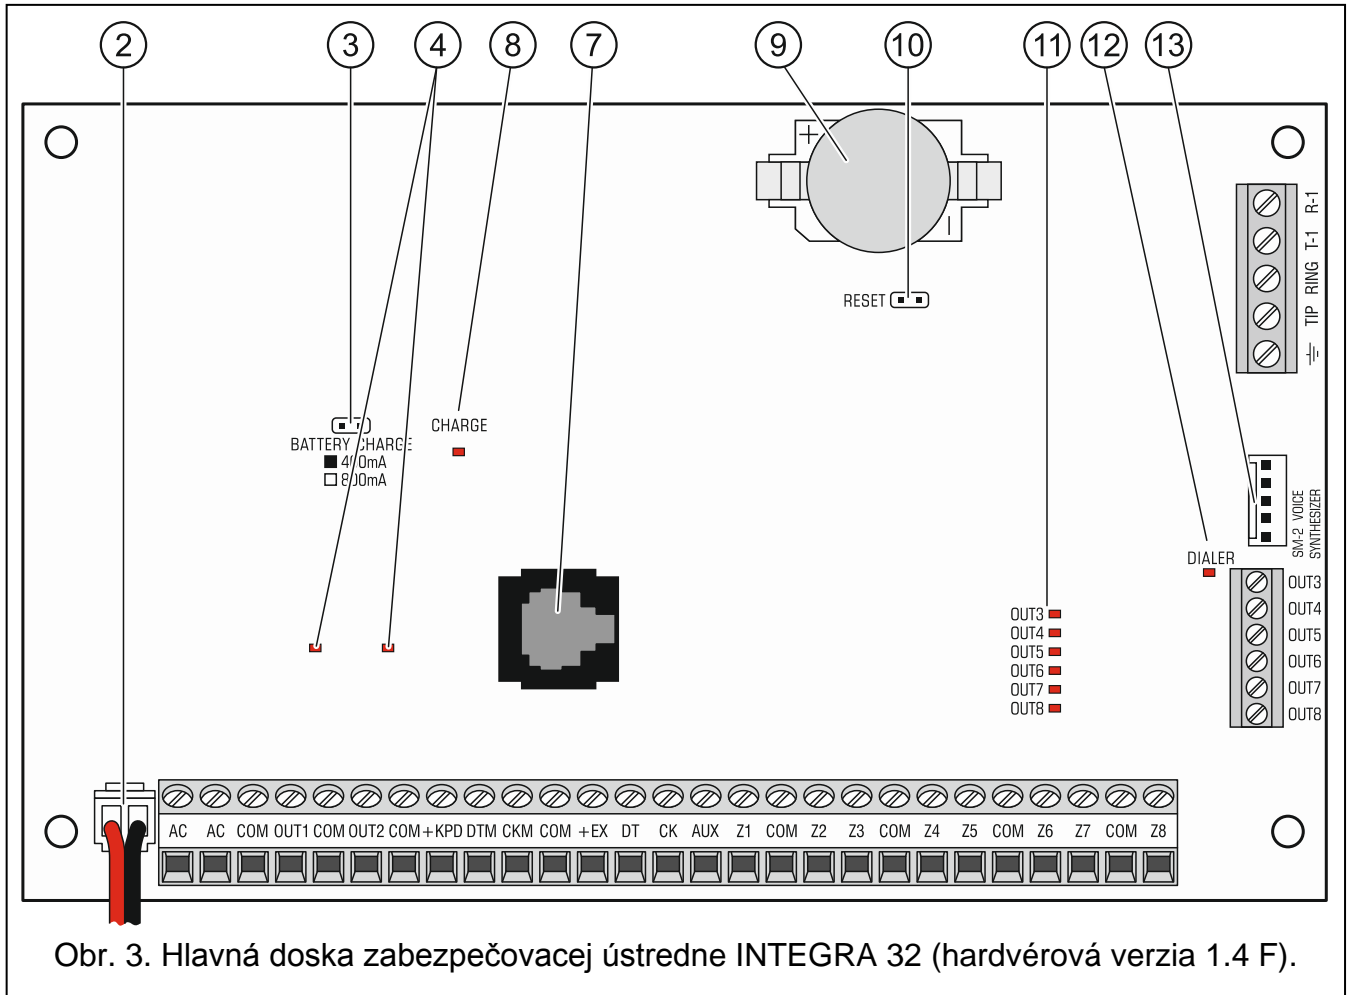 2 3 4 8 7 9 10 11 12 13
+
−
R-1
T-1
RING
TIP
RESET
BATTERY CHARGE
400mA
800mA
CHARGE
SM-2 VOICE
SYNTHESIZER
DIALER
OUT3
OUT4
OUT5
OUT6
OUT7
OUT8
OUT3
OUT4
OUT5
OUT6
OUT7
OUT8
AC AC COM OUT1 COM OUT2 COM +KPD DTM CKM COM +EX DT CK AUX Z1 COM Z2 Z3 COM Z4 Z5 COM Z6 Z7 COM Z8
Obr. 3. Hlavná doska zabezpečovacej ústredne INTEGRA 32 (hardvérová verzia 1.4 F).